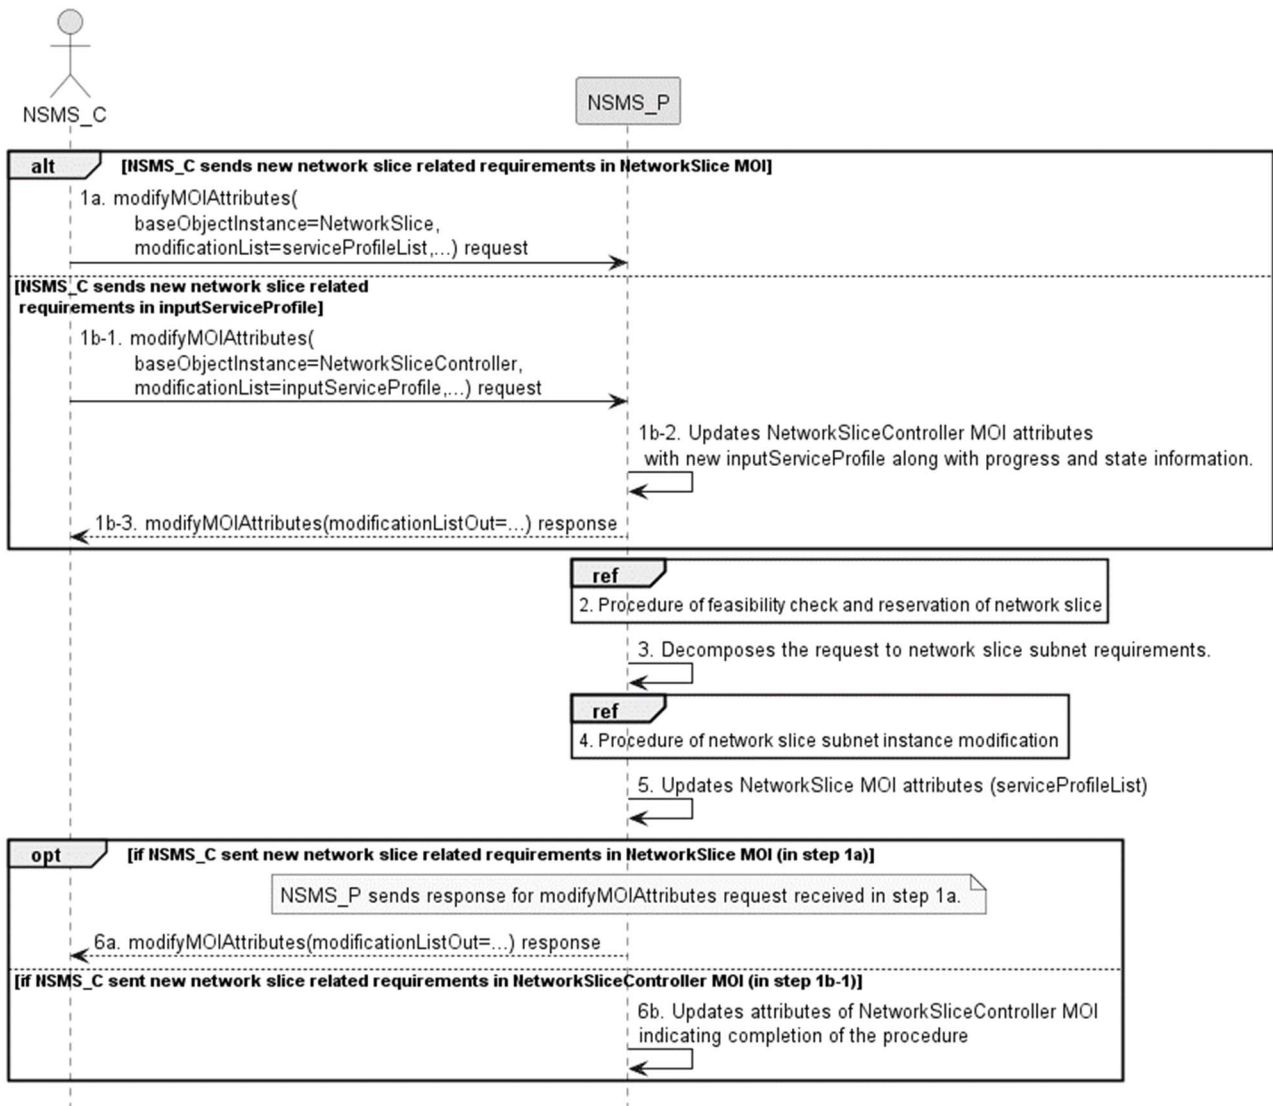 NSMS_C
NSMS_P
alt
[NSMS_C sends new network slice related requirements in NetworkSlice MOI]
1a. modifyMOIAttributes(
baseObjectInstance=NetworkSlice,
modificationList=serviceProfileList,...) request
[NSMS_C sends new network slice related
requirements in inputServiceProfile]
1b-1. modifyMOIAttributes(
baseObjectInstance=NetworkSliceController,
modificationList=inputServiceProfile,...) request
1b-2. Updates NetworkSliceController MOI attributes
with new inputServiceProfile along with progress and state information.
1b-3. modifyMOIAttributes(modificationListOut=...) response
ref
2. Procedure of feasibility check and reservation of network slice
3. Decomposes the request to network slice subnet requirements.
ref
4. Procedure of network slice subnet instance modification
5. Updates NetworkSlice MOI attributes (serviceProfileList)
opt
[if NSMS_C sent new network slice related requirements in NetworkSlice MOI (in step 1a)]
NSMS_P sends response for modifyMOIAttributes request received in step 1a.
6a. modifyMOIAttributes(modificationListOut=...) response
[if NSMS_C sent new network slice related requirements in NetworkSliceController MOI (in step 1b-1)]
6b. Updates attributes of NetworkSliceController MOI
indicating completion of the procedure